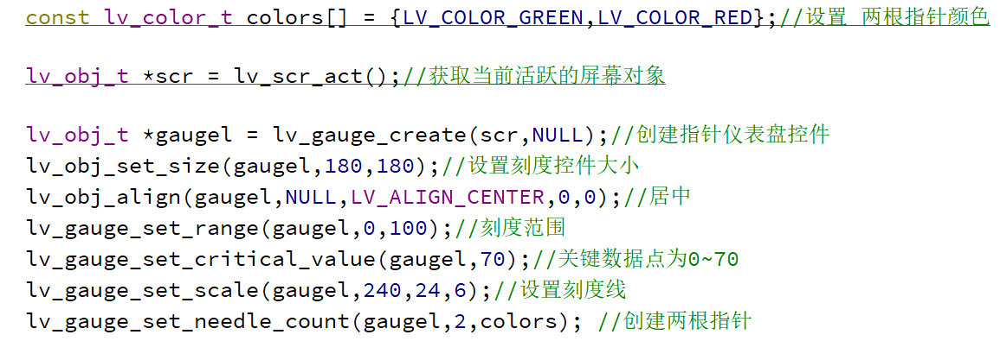 const lv_color_t colors[] = {LV_COLOR_GREEN,LV_COLOR_RED};//设置 两根指针颜色
lv_obj_t *scr = lv_scr_act();//获取当前活跃的屏幕对象
lv_obj_t *gaugel = lv_gauge_create(scr,NULL);//创建指针仪表盘控件
lv_obj_set_size(gaugel,180,180);//设置刻度控件大小
lv_obj_align(gaugel,NULL,LV_ALIGN_CENTER,0,0);//居中
lv_gauge_set_range(gaugel,0,100);//刻度范围
lv_gauge_set_critical_value(gaugel,70);//关键数据点为0~70
lv_gauge_set_scale(gaugel,240,24,6);//设置刻度线
lv_gauge_set_needle_count(gaugel,2,colors); //创建两根指针